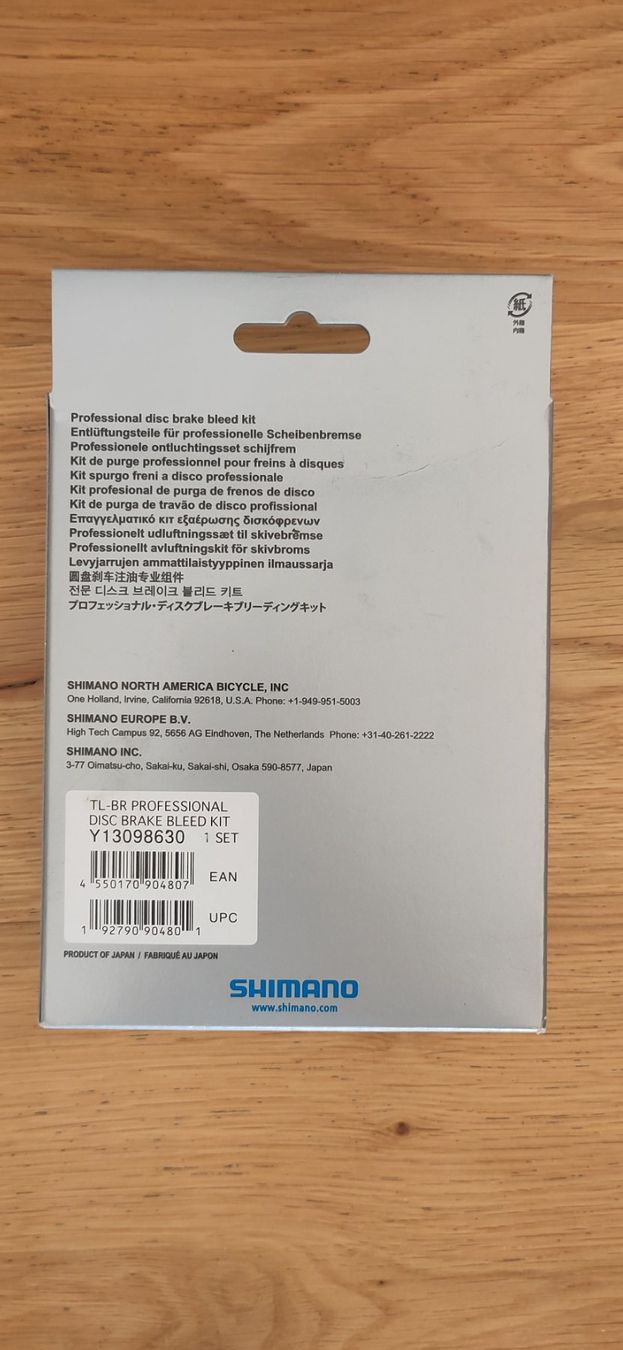 紙
外箱
内箱
Professional disc brake bleed kit
Entlüftungsteile für professionelle Scheibenbremse
Professionele ontluchtingsset schijfrem
Kit de purge professionnel pour freins à disques
Kit spurgo freni a disco professionale
Kit profesional de purga de frenos de disco
Kit de purga de travão de disco profissional
Επαγγελματικό κιτ εξαέρωσης δισκόφρενων
Professionelt udluftningssæt til skivebremse
Professionellt avluftningskit för skivbroms
Levyjarrujen ammattilaistyyppinen ilmaussarja
圆盘刹车注油专业组件
전문 디스크 브레이크 블리드 키트
プロフェッショナル・ディスクブレーキブリーディングキット
SHIMANO NORTH AMERICA BICYCLE, INC
One Holland, Irvine, California 92618, U.S.A. Phone: +1-949-951-5003
SHIMANO EUROPE B.V.
High Tech Campus 92, 5656 AG Eindhoven, The Netherlands Phone: +31-40-261-2222
SHIMANO INC.
3-77 Oimatsu-cho, Sakai-ku, Sakai-shi, Osaka 590-8577, Japan
TL-BR PROFESSIONAL
DISC BRAKE BLEED KIT
Y13098630 1 SET
4 550170 904807 EAN
1 92790 90480 1 UPC
PRODUCT OF JAPAN / FABRIQUÉ AU JAPON
SHIMANO
www.shimano.com